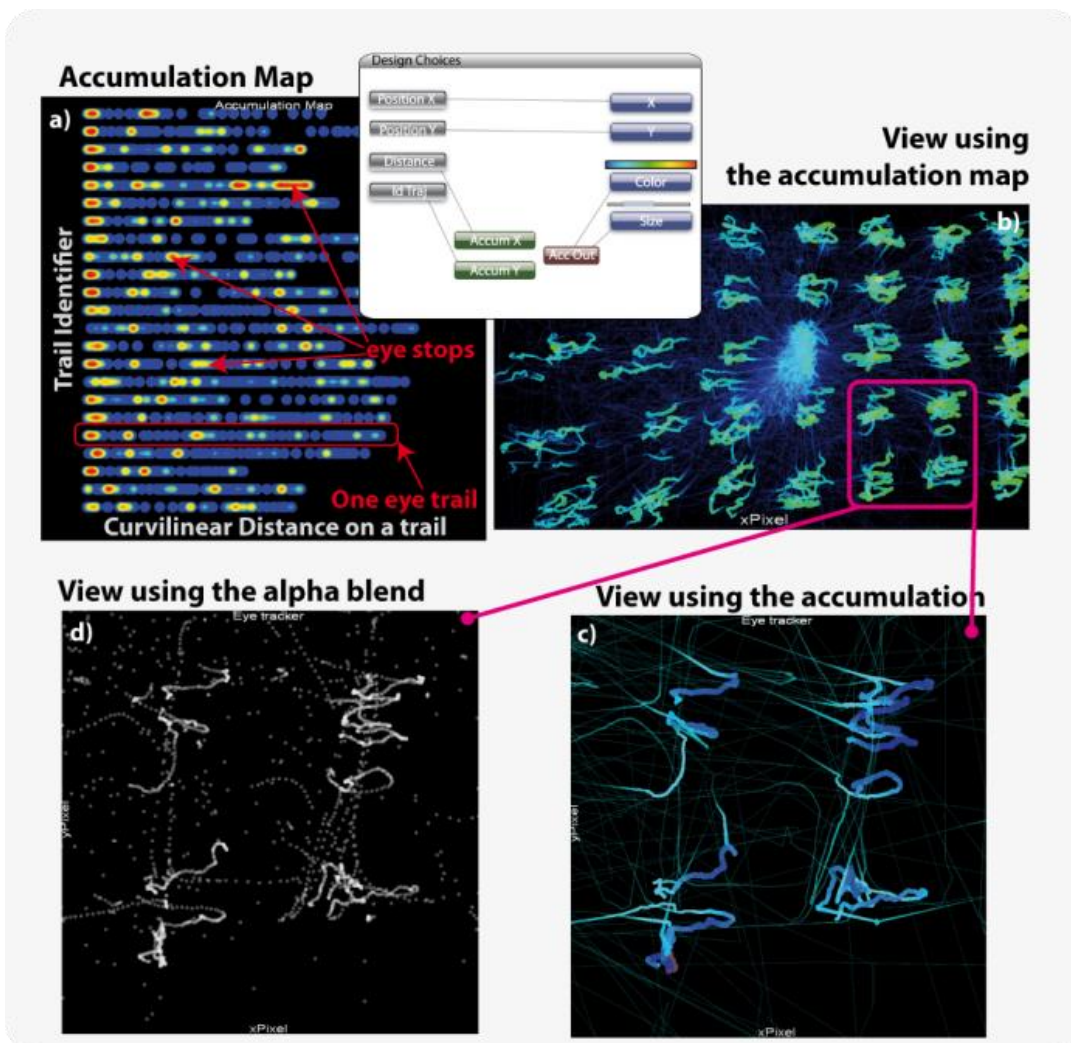 Accumulation Map
Design Choices
Accumulation Map
a)
Position X
X
Position Y
Y
Distance
Color
Id Traj
Size
Accum X
Acc Out
Accum Y
View using
the accumulation map
b)
Trail Identifier
eye stops
One eye trail
Curvilinear Distance on a trail
xPixel
View using the alpha blend
Eye tracker
d)
yPixel
xPixel
View using the accumulation
Eye tracker
c)
yPixel
xPixel